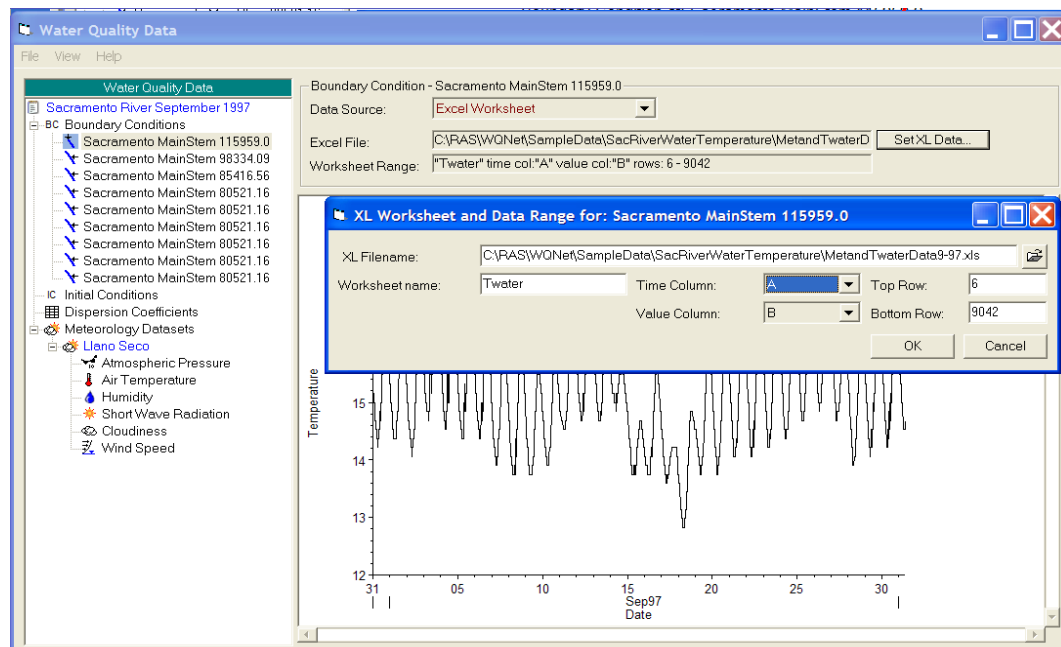 Water Quality Data
File View Help
Water Quality Data
Sacramento River September 1997
BC Boundary Conditions
Sacramento MainStem 115959.0
Sacramento MainStem 98334.09
Sacramento MainStem 85416.56
Sacramento MainStem 80521.16
Sacramento MainStem 80521.16
Sacramento MainStem 80521.16
Sacramento MainStem 80521.16
Sacramento MainStem 80521.16
Sacramento MainStem 80521.16
IC Initial Conditions
Dispersion Coefficients
Meteorology Datasets
Llano Seco
Atmospheric Pressure
Air Temperature
Humidity
Short Wave Radiation
Cloudiness
Wind Speed
Boundary Condition - Sacramento MainStem 115959.0
Data Source: Excel Worksheet
Excel File: C:\RAS\WQNet\SampleData\SacRiverWaterTemperature\MetandTwaterD Set XL Data...
Worksheet Range: "Twater" time col:"A" value col:"B" rows: 6 - 9042
XL Worksheet and Data Range for: Sacramento MainStem 115959.0
XL Filename: C:\RAS\WQNet\SampleData\SacRiverWaterTemperature\MetandTwaterData9-97.xls
Worksheet name: Twater Time Column: A Top Row: 6
Value Column: B Bottom Row: 9042
OK Cancel
Temperature
15
14
13
12
31 05 10 15 20 25 30
Sep97
Date